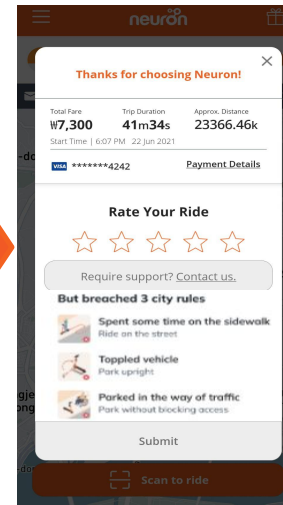 neuron
Thanks for choosing Neuron!
Total Fare Trip Duration Approx. Distance
₩7,300 41m34s 23366.46k
Start Time | 6:07 PM 22 Jun 2021
VISA *******4242 Payment Details
Rate Your Ride
Require support? Contact us.
But breached 3 city rules
Spent some time on the sidewalk
Ride on the street
Toppled vehicle
Park upright
Parked in the way of traffic
Park without blocking access
Submit
Scan to ride